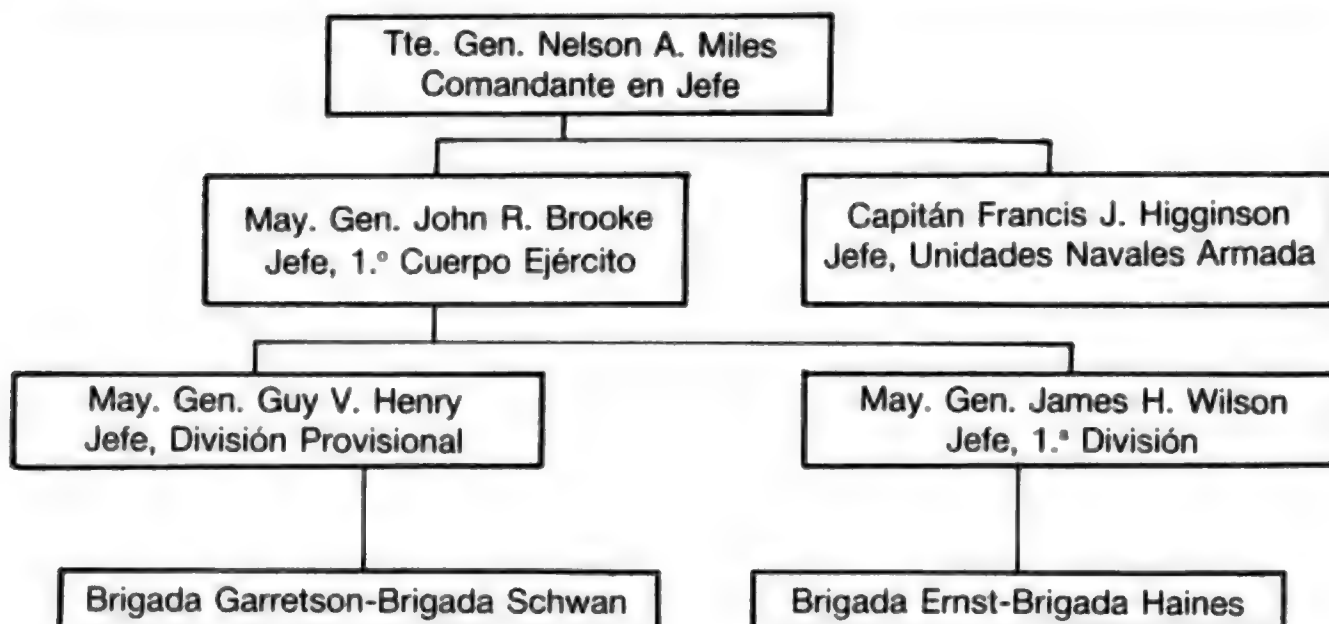 Tte. Gen. Nelson A. Miles
Comandante en Jefe
May. Gen. John R. Brooke
Jefe, 1.º Cuerpo Ejército
Capitán Francis J. Higginson
Jefe, Unidades Navales Armada
May. Gen. Guy V. Henry
Jefe, División Provisional
May. Gen. James H. Wilson
Jefe, 1.ª División
Brigada Garretson-Brigada Schwan
Brigada Ernst-Brigada Haines